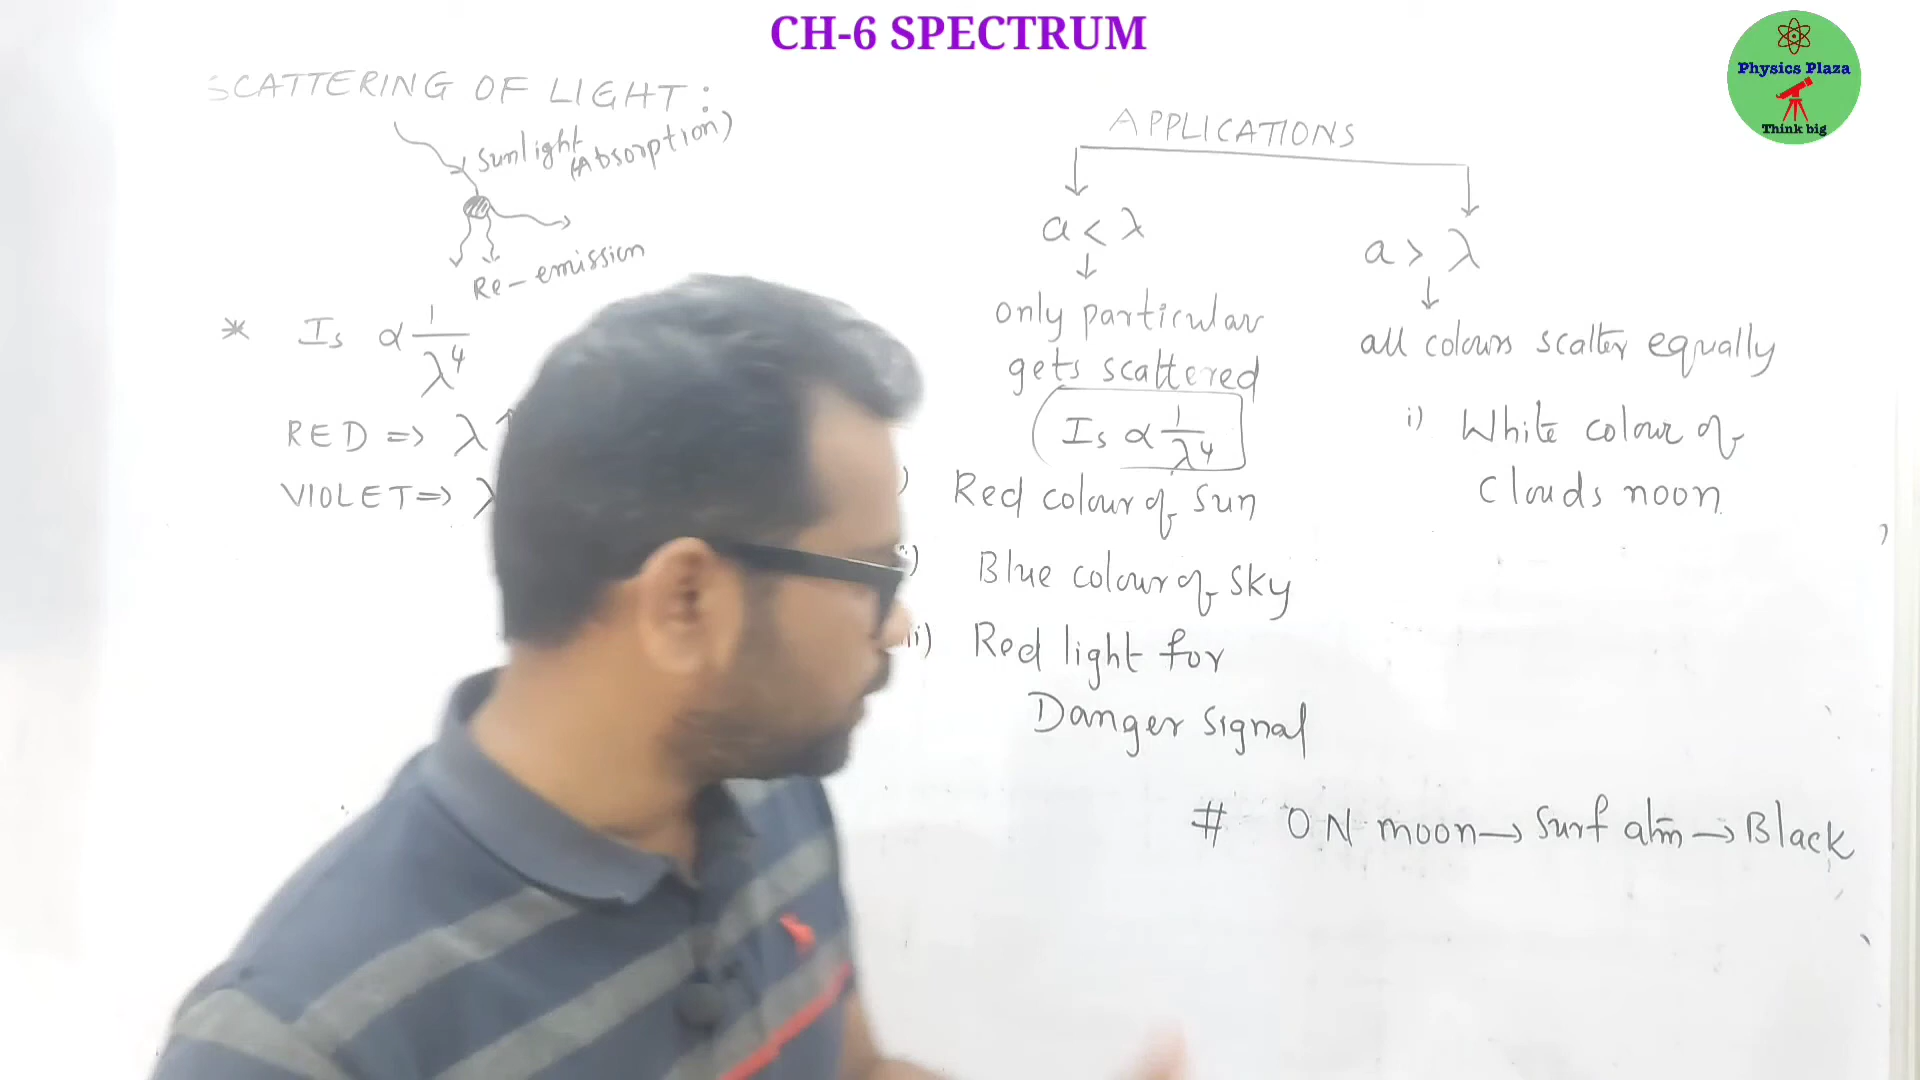 CH-6 SPECTRUM
Physics Plaza
Think big
SCATTERING OF LIGHT:
Sunlight
(Absorption)
Re-emission
* Is ∝ 1/λ⁴
RED => λ↑
VIOLET => λ
APPLICATIONS
a < λ
only particular
gets scattered
Is ∝ 1/λ⁴
) Red colour of Sun
i) Blue colour of Sky
iii) Red light for
Danger signal
a > λ
all colours scatter equally
i) White colour of
Clouds noon
# ON moon → Surf atm → Black